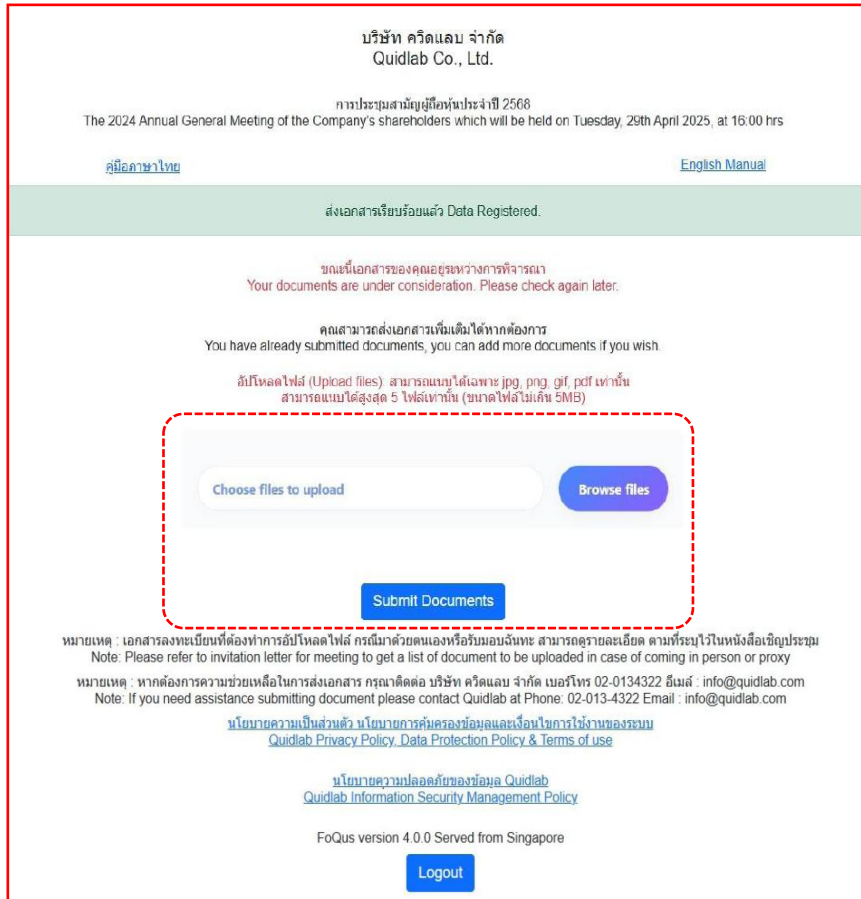 บริษัท ควิดแลบ จำกัด
Quidlab Co., Ltd.
การประชุมสามัญผู้ถือหุ้นประจำปี 2568
The 2024 Annual General Meeting of the Company's shareholders which will be held on Tuesday, 29th April 2025, at 16:00 hrs
คู่มือภาษาไทย
English Manual
ส่งเอกสารเรียบร้อยแล้ว Data Registered.
ขณะนี้เอกสารของคุณอยู่ระหว่างการพิจารณา
Your documents are under consideration. Please check again later.
คุณสามารถส่งเอกสารเพิ่มเติมได้หากต้องการ
You have already submitted documents, you can add more documents if you wish.
อัปโหลดไฟล์ (Upload files): สามารถแนบได้เฉพาะ jpg, png, gif, pdf เท่านั้น
สามารถแนบได้สูงสุด 5 ไฟล์เท่านั้น (ขนาดไฟล์ไม่เกิน 5MB)
Choose files to upload
Browse files
Submit Documents
หมายเหตุ : เอกสารลงทะเบียนที่ต้องทำการอัปโหลดไฟล์ กรณีมาด้วยตนเองหรือรับมอบฉันทะ สามารถดูรายละเอียด ตามที่ระบุไว้ในหนังสือเชิญประชุม
Note: Please refer to invitation letter for meeting to get a list of document to be uploaded in case of coming in person or proxy
หมายเหตุ : หากต้องการความช่วยเหลือในการส่งเอกสาร กรุณาติดต่อ บริษัท ควิดแลบ จำกัด เบอร์โทร 02-0134322 อีเมล์ : info@quidlab.com
Note: If you need assistance submitting document please contact Quidlab at Phone: 02-013-4322 Email : info@quidlab.com
นโยบายความเป็นส่วนตัว นโยบายการคุ้มครองข้อมูลและเงื่อนไขการใช้งานของระบบ
Quidlab Privacy Policy, Data Protection Policy & Terms of use
นโยบายความปลอดภัยของข้อมูล Quidlab
Quidlab Information Security Management Policy
FoQus version 4.0.0 Served from Singapore
Logout